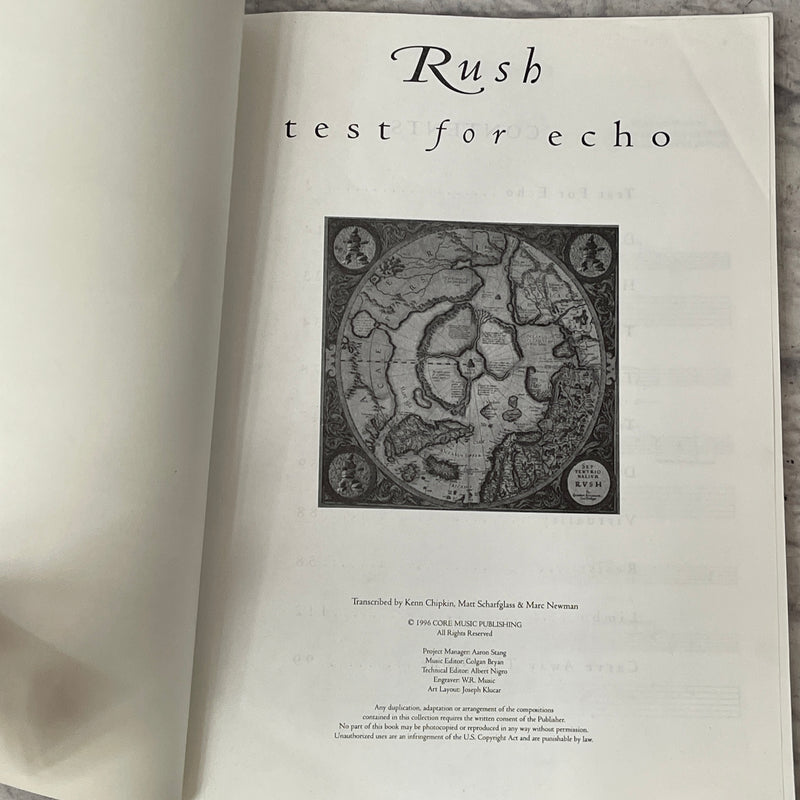 Rush
test for echo
SEP
TENTRIO
NALIVM
RVSH
Transcribed by Kenn Chipkin, Matt Scharfglass & Marc Newman
© 1996 CORE MUSIC PUBLISHING
All Rights Reserved
Project Manager: Aaron Stang
Music Editor: Colgan Bryan
Technical Editor: Albert Nigro
Engraver: W.R. Music
Art Layout: Joseph Klucar
Any duplication, adaptation or arrangement of the compositions
contained in this collection requires the written consent of the Publisher.
No part of this book may be photocopied or reproduced in any way without permission.
Unauthorized uses are an infringement of the U.S. Copyright Act and are punishable by law.